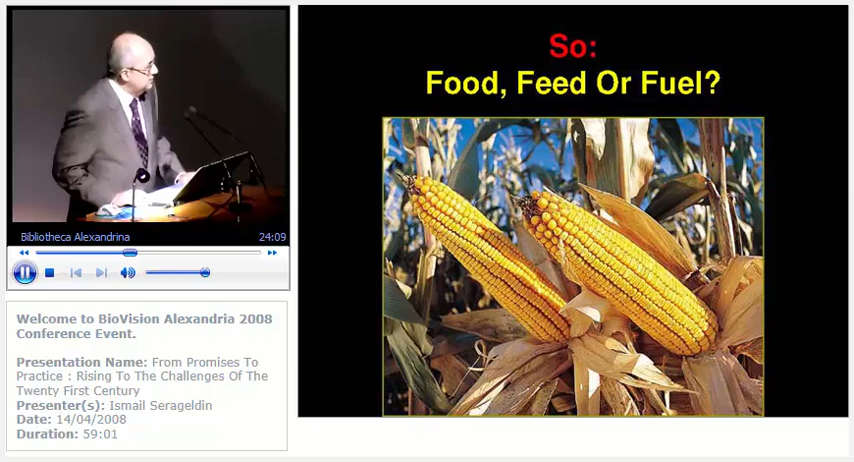 So:
Food, Feed Or Fuel?
Bibliotheca Alexandrina 24:09
Welcome to BioVision Alexandria 2008
Conference Event.
Presentation Name: From Promises To
Practice : Rising To The Challenges Of The
Twenty First Century
Presenter(s): Ismail Serageldin
Date: 14/04/2008
Duration: 59:01